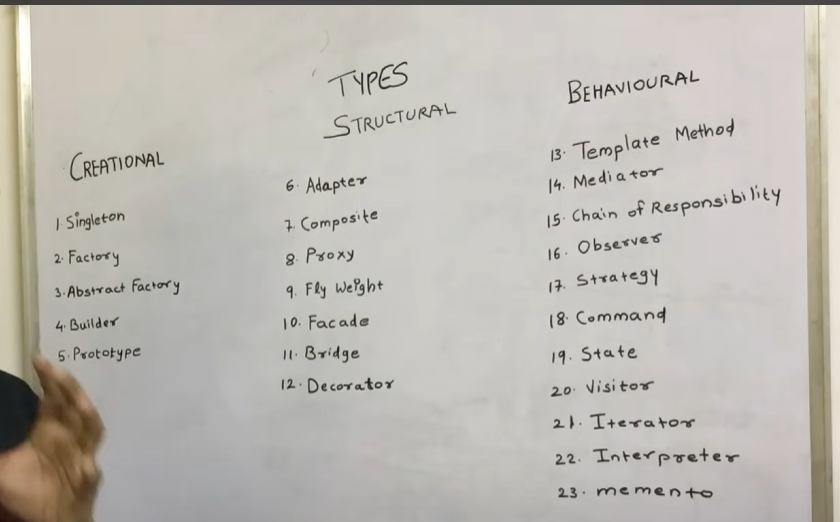 TYPES
CREATIONAL
1. Singleton
2. Factory
3. Abstract Factory
4. Builder
5. Prototype
STRUCTURAL
6. Adapter
7. Composite
8. Proxy
9. Fly Weight
10. Facade
11. Bridge
12. Decorator
BEHAVIOURAL
13. Template Method
14. Mediator
15. Chain of Responsibility
16. Observer
17. Strategy
18. Command
19. State
20. Visitor
21. Iterator
22. Interpreter
23. memento